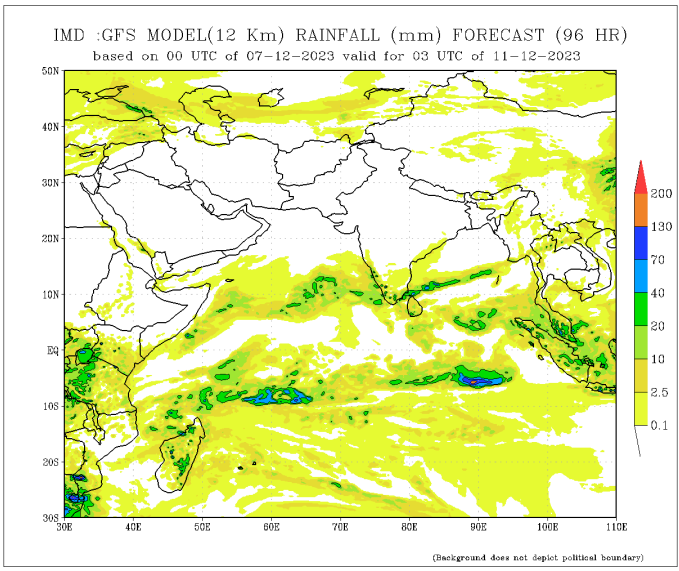 IMD :GFS MODEL(12 Km) RAINFALL (mm) FORECAST (96 HR)
based on 00 UTC of 07-12-2023 valid for 03 UTC of 11-12-2023
50N
40N
30N
20N
10N
EQ
10S
20S
30S
30E 40E 50E 60E 70E 80E 90E 100E 110E
200
130
70
40
20
10
2.5
0.1
(Background does not depict political boundary)